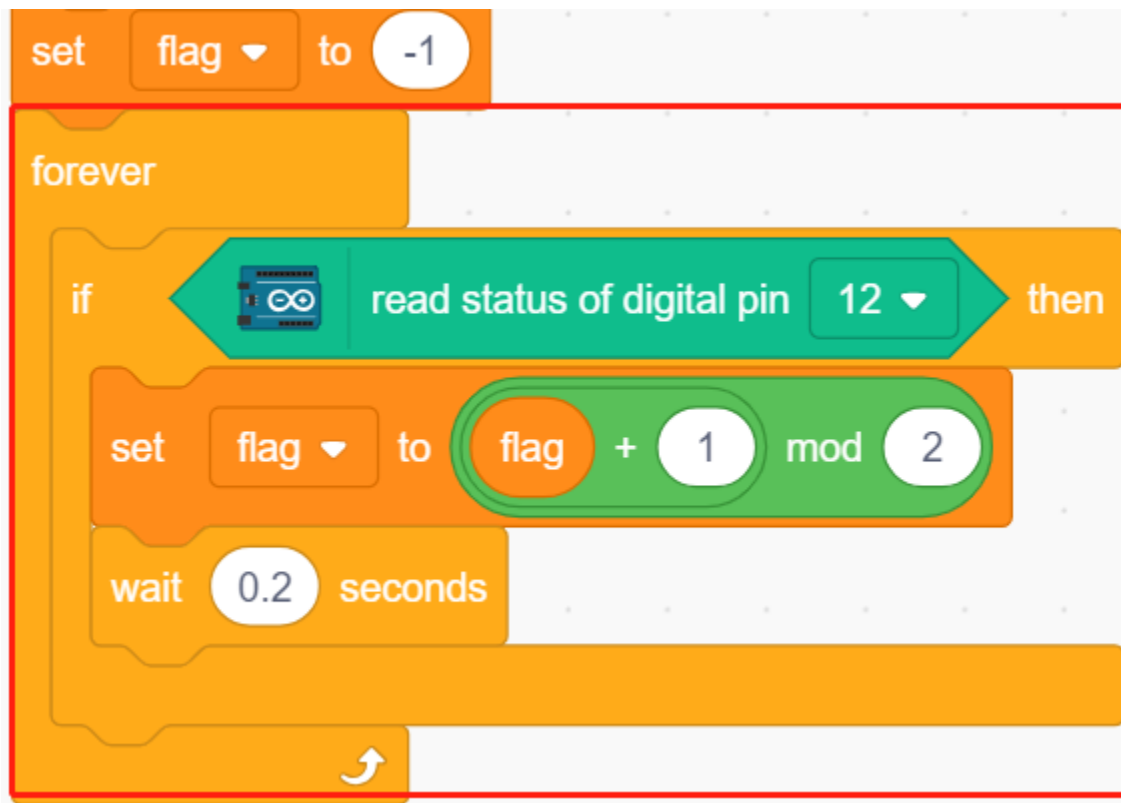 set flag to -1
forever
if read status of digital pin 12 then
set flag to flag + 1 mod 2
wait 0.2 seconds